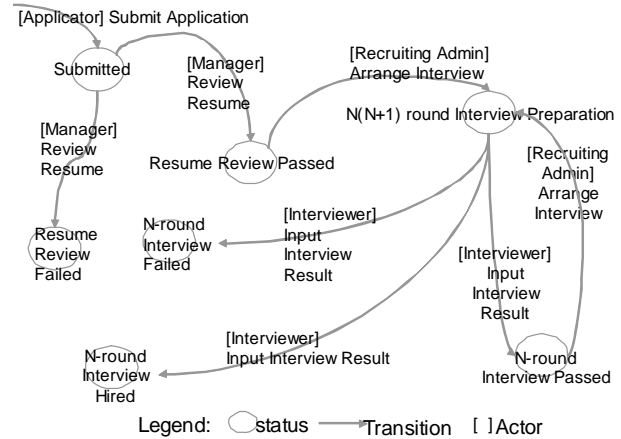 [Applicator] Submit Application
Submitted
[Manager]
Review
Resume
[Recruiting Admin]
Arrange Interview
N(N+1) round Interview Preparation
[Manager]
Review
Resume
Resume Review Passed
[Recruiting
Admin]
Arrange
Interview
Resume
Review
Failed
N-round
Interview
Failed
[Interviewer]
Input
Interview
Result
[Interviewer]
Input
Interview
Result
[Interviewer]
Input Interview Result
N-round
Interview
Hired
N-round
Interview Passed
Legend: status Transition [ ] Actor